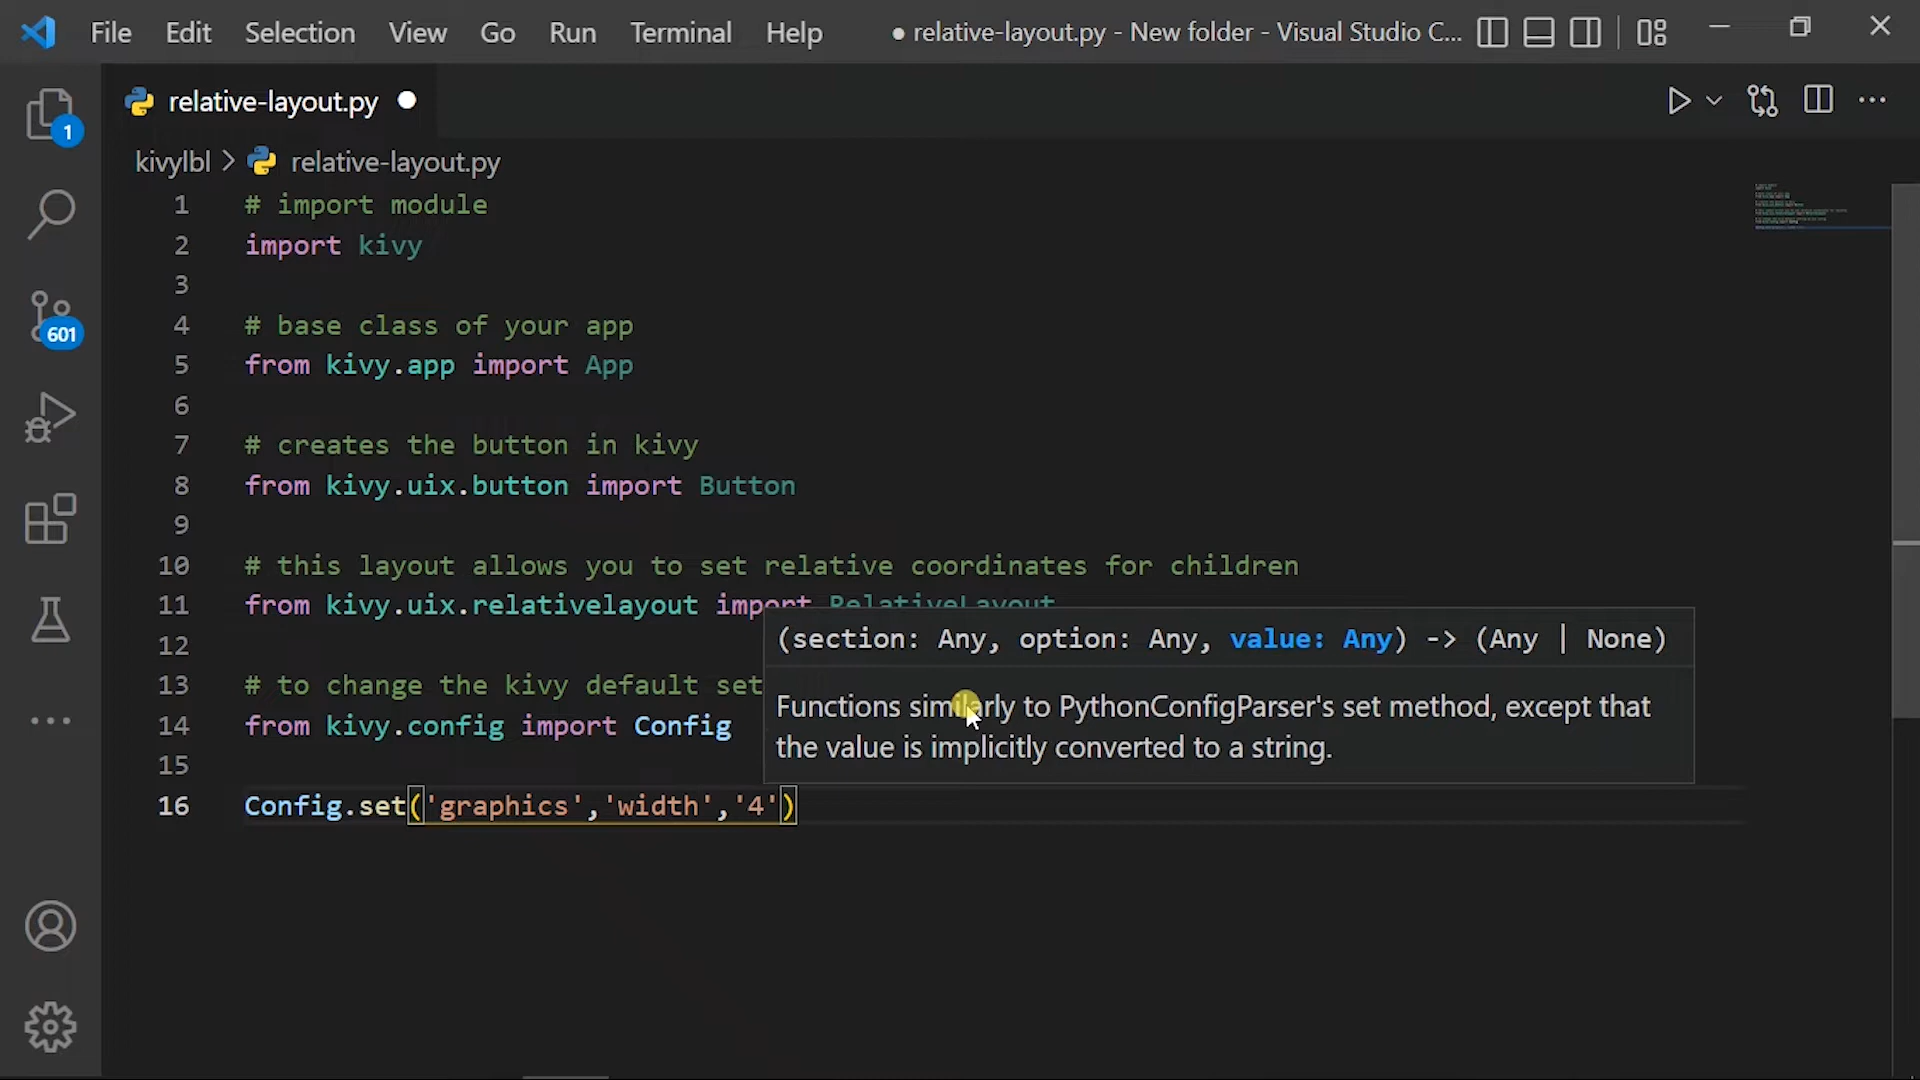 File Edit Selection View Go Run Terminal Help ● relative-layout.py - New folder - Visual Studio C...
relative-layout.py ●
kivylbl > relative-layout.py
1
601
1 # import module
2 import kivy
3
4 # base class of your app
5 from kivy.app import App
6
7 # creates the button in kivy
8 from kivy.uix.button import Button
9
10 # this layout allows you to set relative coordinates for children
11 from kivy.uix.relativelayout import RelativeLayout
12
13 # to change the kivy default set
14 from kivy.config import Config
15
16 Config.set('graphics','width','4')
(section: Any, option: Any, value: Any) -> (Any | None)
Functions similarly to PythonConfigParser's set method, except that
the value is implicitly converted to a string.